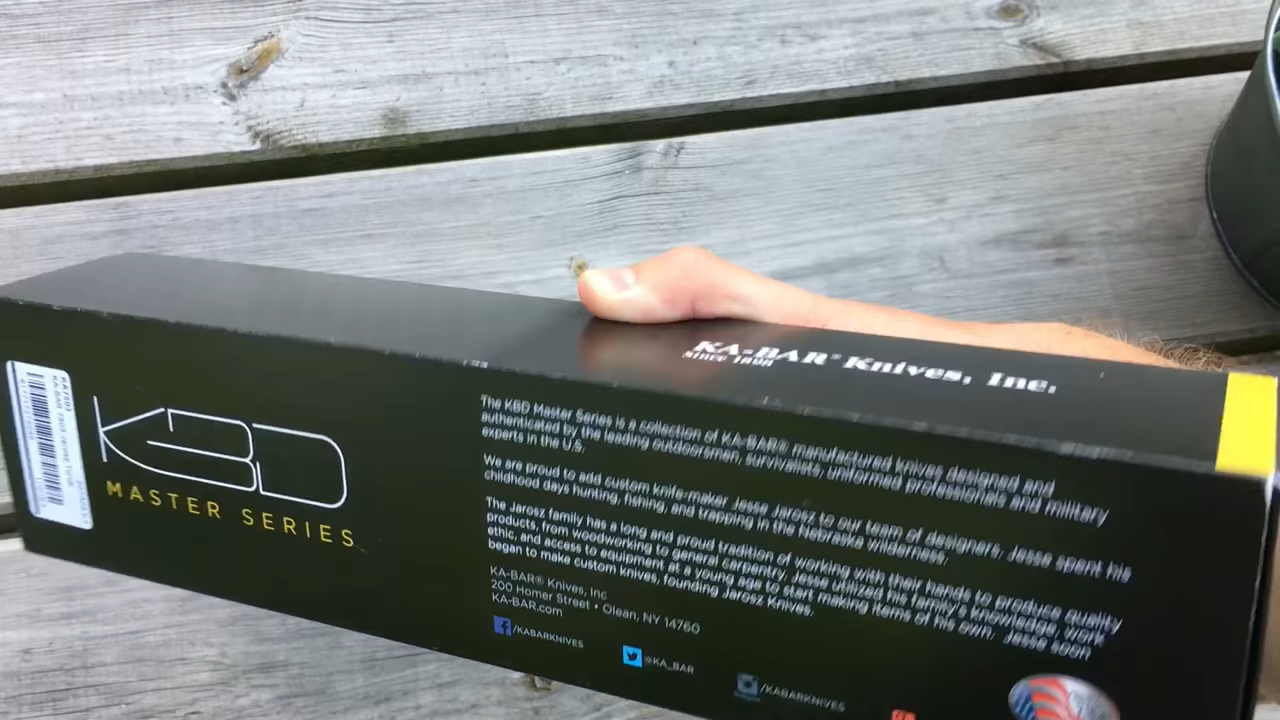 KA-BAR® Knives, Inc.
Since 1898
KBD
MASTER SERIES
The KBD Master Series is a collection of KA-BAR® manufactured knives designed and
authenticated by the leading outdoorsmen, survivalists, uniformed professionals and military
experts in the U.S.
We are proud to add custom knife-maker Jesse Jarosz to our team of designers. Jesse spent his
childhood days hunting, fishing, and trapping in the Nebraska wilderness.
The Jarosz family has a long and proud tradition of working with their hands to produce quality
products, from woodworking to general carpentry. Jesse utilized his family's knowledge, work
ethic, and access to equipment at a young age to start making items of his own. Jesse soon
began to make custom knives, founding Jarosz Knives.
KA-BAR® Knives, Inc
200 Homer Street • Olean, NY 14760
KA-BAR.com
/KABARKNIVES
@KA_BAR
/KABARKNIVES